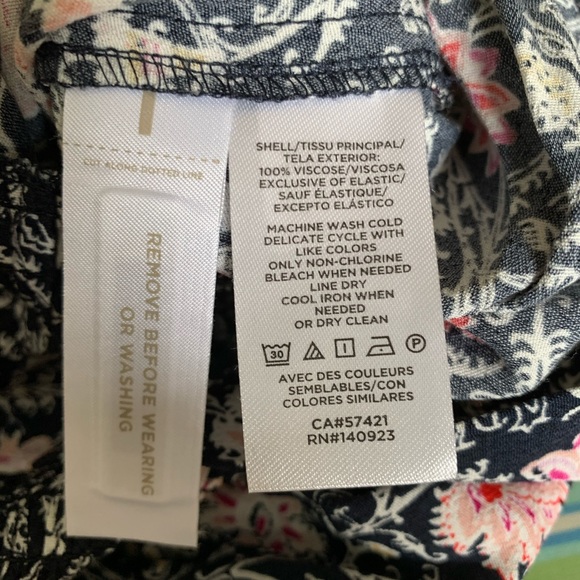 CUT ALONG DOTTED LINE
REMOVE BEFORE WEARING
OR WASHING
SHELL/TISSU PRINCIPAL/
TELA EXTERIOR:
100% VISCOSE/VISCOSA
EXCLUSIVE OF ELASTIC/
SAUF ÉLASTIQUE/
EXCEPTO ELÁSTICO
MACHINE WASH COLD
DELICATE CYCLE WITH
LIKE COLORS
ONLY NON-CHLORINE
BLEACH WHEN NEEDED
LINE DRY
COOL IRON WHEN
NEEDED
OR DRY CLEAN
30 P
AVEC DES COULEURS
SEMBLABLES/CON
COLORES SIMILARES
CA#57421
RN#140923